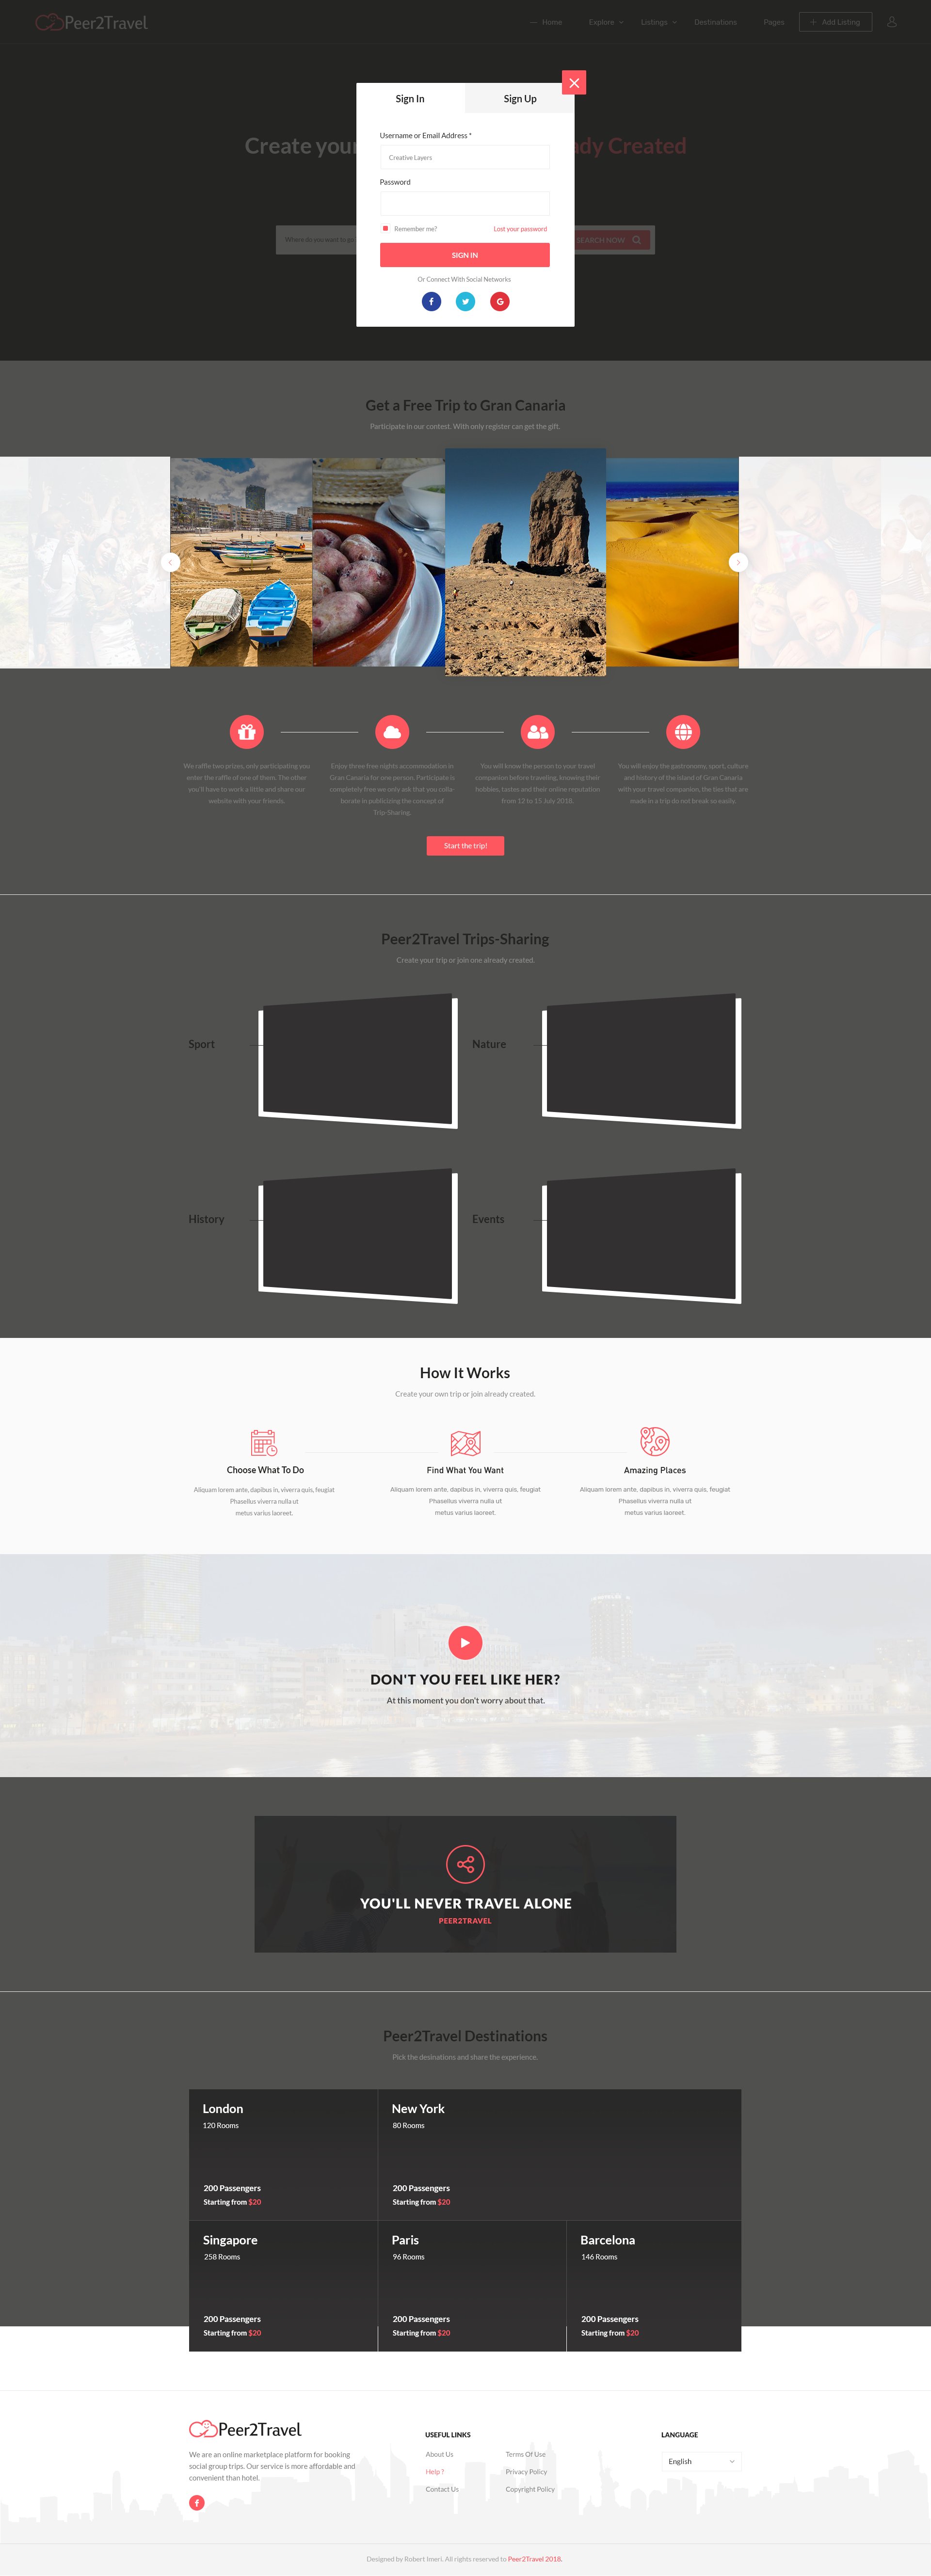 Peer2Travel
Home Explore Listings Destinations Pages Add Listing
Sign In Sign Up
Create your
dy Created
Username or Email Address *
Creative Layers
Password
Where do you want to go
SEARCH NOW
Remember me? Lost your password
SIGN IN
Or Connect With Social Networks
Get a Free Trip to Gran Canaria
Participate in our contest. With only register can get the gift.
We raffle two prizes, only participating you
enter the raffle of one of them. The other
you'll have to work a little and share our
website with your friends.
Enjoy three free nights accommodation in
Gran Canaria for one person. Participate is
completely free we only ask that you colla-
borate in publicizing the concept of
Trip-Sharing.
You will know the person to your travel
companion before traveling, knowing their
hobbies, tastes and their online reputation
from 12 to 15 July 2018.
You will enjoy the gastronomy, sport, culture
and history of the island of Gran Canaria
with your travel companion, the ties that are
made in a trip do not break so easily.
Start the trip!
Peer2Travel Trips-Sharing
Create your trip or join one already created.
Sport
Nature
History
Events
How It Works
Create your own trip or join already created.
Choose What To Do
Aliquam lorem ante, dapibus in, viverra quis, feugiat
Phasellus viverra nulla ut
metus varius laoreet.
Find What You Want
Aliquam lorem ante, dapibus in, viverra quis, feugiat
Phasellus viverra nulla ut
metus varius laoreet.
Amazing Places
Aliquam lorem ante, dapibus in, viverra quis, feugiat
Phasellus viverra nulla ut
metus varius laoreet.
DON'T YOU FEEL LIKE HER?
At this moment you don't worry about that.
YOU'LL NEVER TRAVEL ALONE
PEER2TRAVEL
Peer2Travel Destinations
Pick the desinations and share the experience.
London
120 Rooms
200 Passengers
Starting from $20
New York
80 Rooms
200 Passengers
Starting from $20
Singapore
258 Rooms
200 Passengers
Starting from $20
Paris
96 Rooms
200 Passengers
Starting from $20
Barcelona
146 Rooms
200 Passengers
Starting from $20
Peer2Travel
We are an online marketplace platform for booking
social group trips. Our service is more affordable and
convenient than hotel.
USEFUL LINKS
About Us
Help ?
Contact Us
Terms Of Use
Privacy Policy
Copyright Policy
LANGUAGE
English
Designed by Robert Imeri. All rights reserved to Peer2Travel 2018.